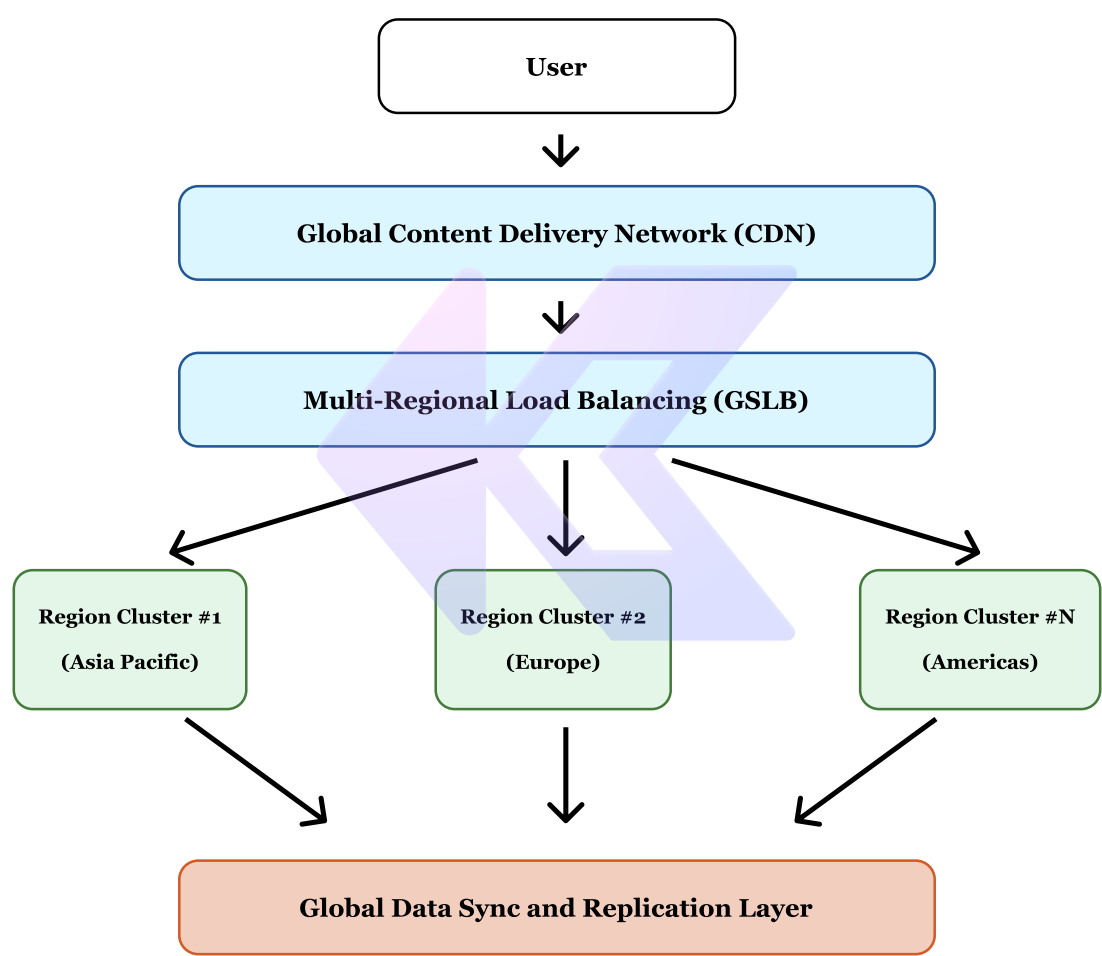 User
Global Content Delivery Network (CDN)
Multi-Regional Load Balancing (GSLB)
Region Cluster #1
(Asia Pacific)
Region Cluster #2
(Europe)
Region Cluster #N
(Americas)
Global Data Sync and Replication Layer